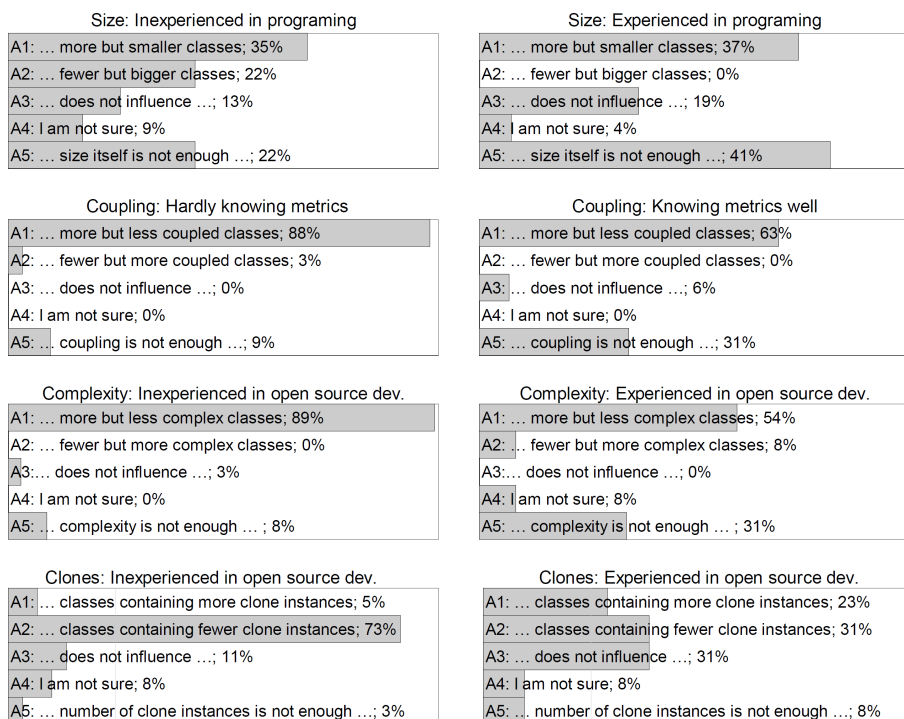 Size: Inexperienced in programing
A1: … more but smaller classes; 35%
A2: … fewer but bigger classes; 22%
A3: … does not influence …; 13%
A4: I am not sure; 9%
A5: … size itself is not enough …; 22%
Size: Experienced in programing
A1: … more but smaller classes; 37%
A2: … fewer but bigger classes; 0%
A3: … does not influence …; 19%
A4: I am not sure; 4%
A5: … size itself is not enough …; 41%
Coupling: Hardly knowing metrics
A1: … more but less coupled classes; 88%
A2: … fewer but more coupled classes; 3%
A3: … does not influence …; 0%
A4: I am not sure; 0%
A5: … coupling is not enough …; 9%
Coupling: Knowing metrics well
A1: … more but less coupled classes; 63%
A2: … fewer but more coupled classes; 0%
A3: … does not influence …; 6%
A4: I am not sure; 0%
A5: … coupling is not enough …; 31%
Complexity: Inexperienced in open source dev.
A1: … more but less complex classes; 89%
A2: … fewer but more complex classes; 0%
A3:… does not influence …; 3%
A4: I am not sure; 0%
A5: … complexity is not enough … ; 8%
Complexity: Experienced in open source dev.
A1: … more but less complex classes; 54%
A2: … fewer but more complex classes; 8%
A3:… does not influence …; 0%
A4: I am not sure; 8%
A5: … complexity is not enough … ; 31%
Clones: Inexperienced in open source dev.
A1: … classes containing more clone instances; 5%
A2: … classes containing fewer clone instances; 73%
A3: … does not influence …; 11%
A4: I am not sure; 8%
A5: … number of clone instances is not enough …; 3%
Clones: Experienced in open source dev.
A1: … classes containing more clone instances; 23%
A2: … classes containing fewer clone instances; 31%
A3: … does not influence …; 31%
A4: I am not sure; 8%
A5: … number of clone instances is not enough …; 8%